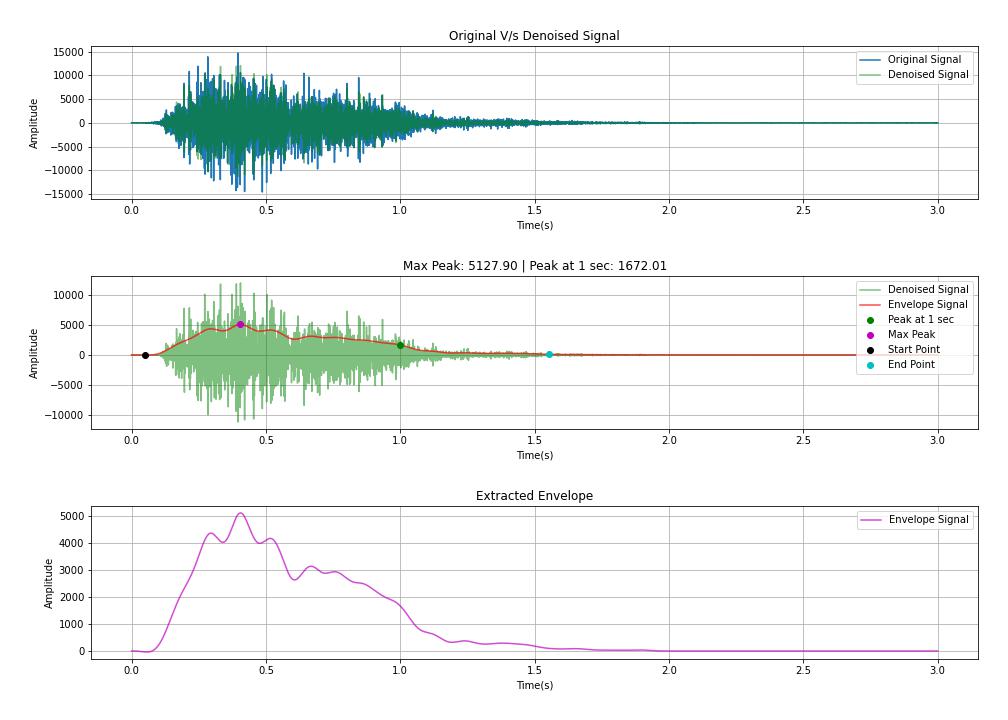 Original V/s Denoised Signal
15000
10000
5000
0
−5000
−10000
−15000
Amplitude
Original Signal
Denoised Signal
0.0 0.5 1.0 1.5 2.0 2.5 3.0
Time(s)
Max Peak: 5127.90 | Peak at 1 sec: 1672.01
10000
5000
0
−5000
−10000
Amplitude
Denoised Signal
Envelope Signal
Peak at 1 sec
Max Peak
Start Point
End Point
0.0 0.5 1.0 1.5 2.0 2.5 3.0
Time(s)
Extracted Envelope
5000
4000
3000
2000
1000
0
Amplitude
Envelope Signal
0.0 0.5 1.0 1.5 2.0 2.5 3.0
Time(s)